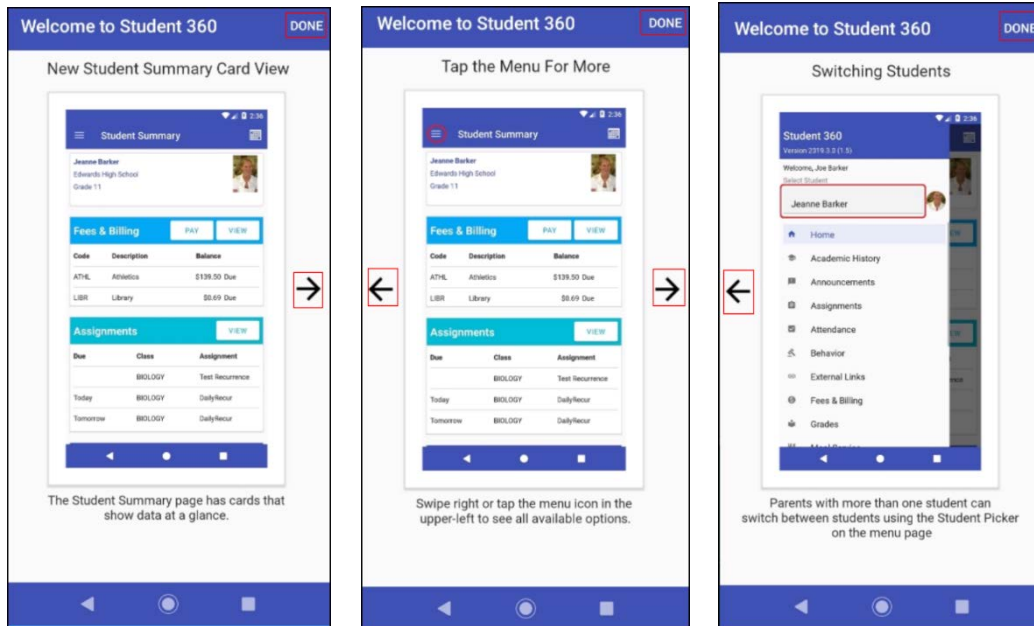 Welcome to Student 360 DONE
New Student Summary Card View
2:36
Student Summary
Jeanne Barker
Edwards High School
Grade 11
Fees & Billing PAY VIEW
Code Description Balance
ATHL Athletics $139.50 Due
LIBR Library $0.69 Due
Assignments VIEW
Due Class Assignment
BIOLOGY Test Recurrence
Today BIOLOGY DailyRecur
Tomorrow BIOLOGY DailyRecur
The Student Summary page has cards that
show data at a glance.
Welcome to Student 360 DONE
Tap the Menu For More
2:36
Student Summary
Jeanne Barker
Edwards High School
Grade 11
Fees & Billing PAY VIEW
Code Description Balance
ATHL Athletics $139.50 Due
LIBR Library $0.69 Due
Assignments VIEW
Due Class Assignment
BIOLOGY Test Recurrence
Today BIOLOGY DailyRecur
Tomorrow BIOLOGY DailyRecur
Swipe right or tap the menu icon in the
upper-left to see all available options.
Welcome to Student 360 DONE
Switching Students
2:36
Student 360
Version 2319.3.3 (1.5)
Welcome, Joe Barker
Select Student
Jeanne Barker
Home
Academic History
Announcements
Assignments
Attendance
Behavior
External Links
Fees & Billing
Grades
Parents with more than one student can
switch between students using the Student Picker
on the menu page